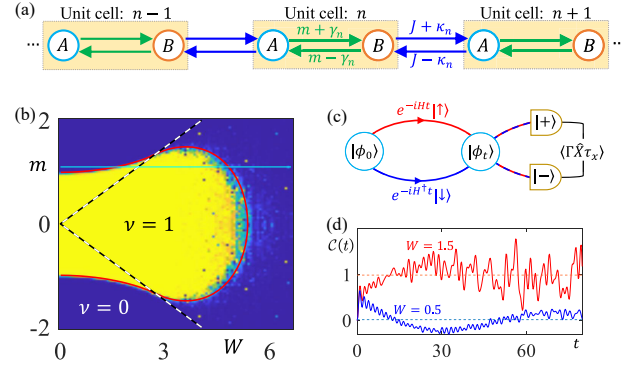 (a)
Unit cell: n − 1
Unit cell: n
Unit cell: n + 1
... A B A m + γₙ m − γₙ B J + κₙ J − κₙ A B ..
(b)
2
m
0
-2
ν = 1
ν = 0
0 3 W 6
(c)
e^{-iHt}|↑⟩
|ϕ₀⟩ |ϕₜ⟩
e^{-iH^†t}|↓⟩
|+⟩
|−⟩
⟨ΓX̂τₓ⟩
(d)
𝒞(t)
W = 1.5
1
W = 0.5
0
0 30 60 t